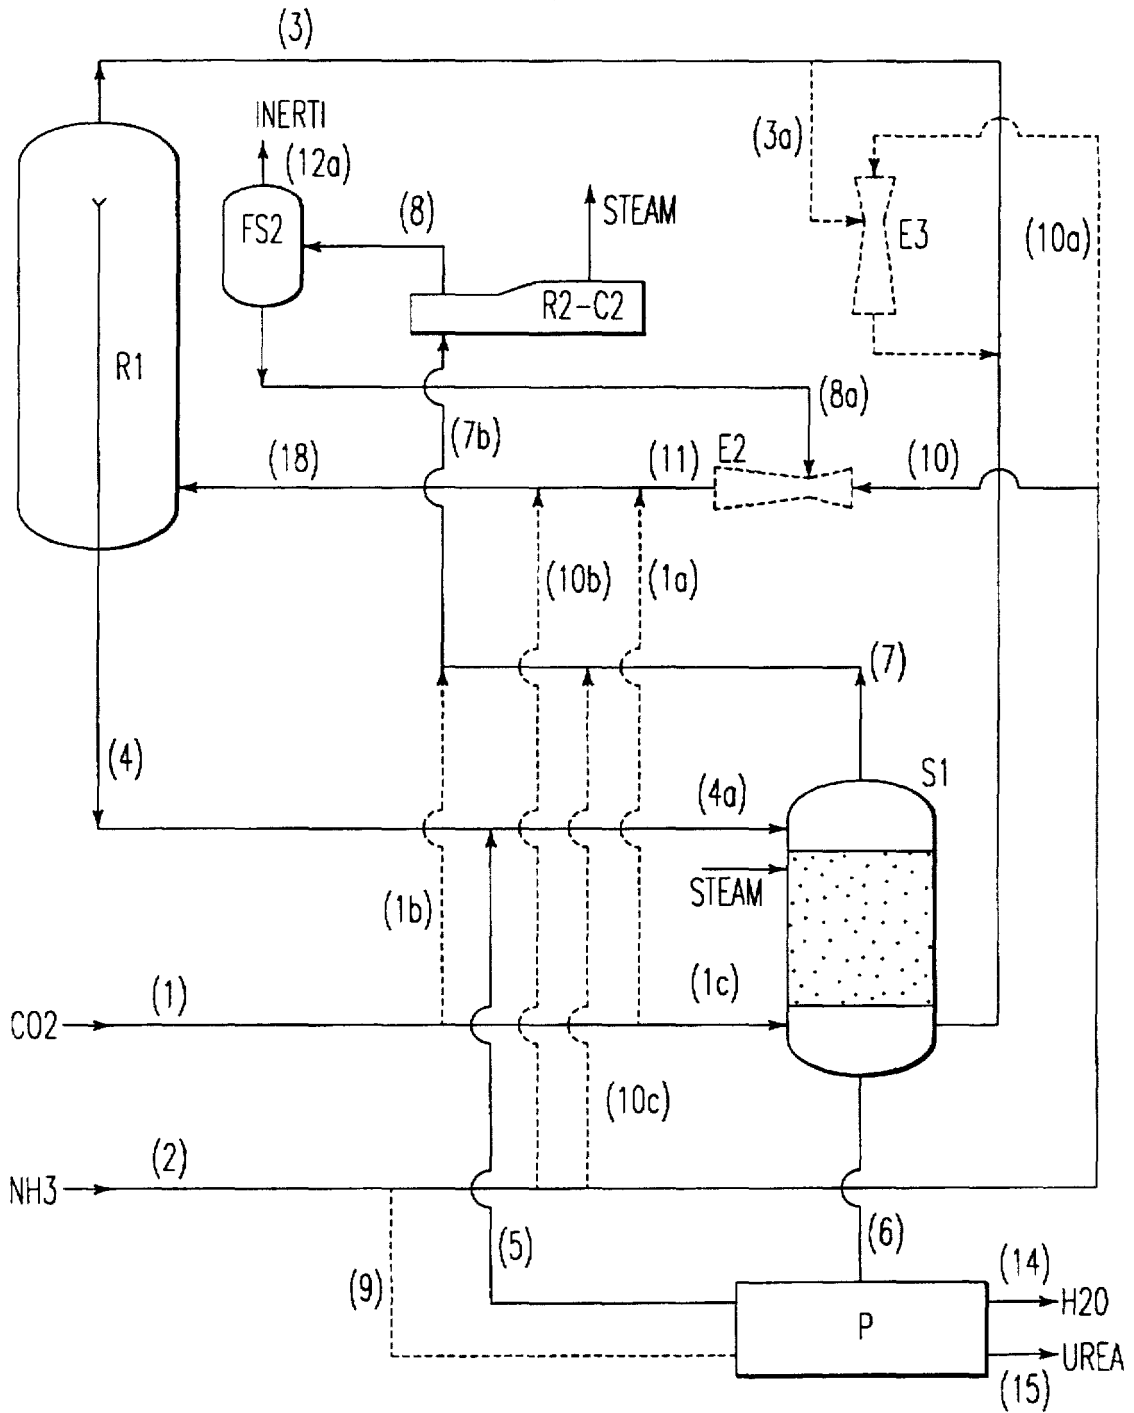 (3)
INERTI
(12a)
(3a)
FS2
(8)
STEAM
E3
(10a)
R2-C2
R1
(8a)
(7b)
E2
(18)
(11)
(10)
(10b)
(1a)
(7)
(4)
S1
(4a)
STEAM
(1b)
(1)
(1c)
CO2
(10c)
(2)
NH3
(5)
(6)
(14)
(9)
H2O
P
UREA
(15)